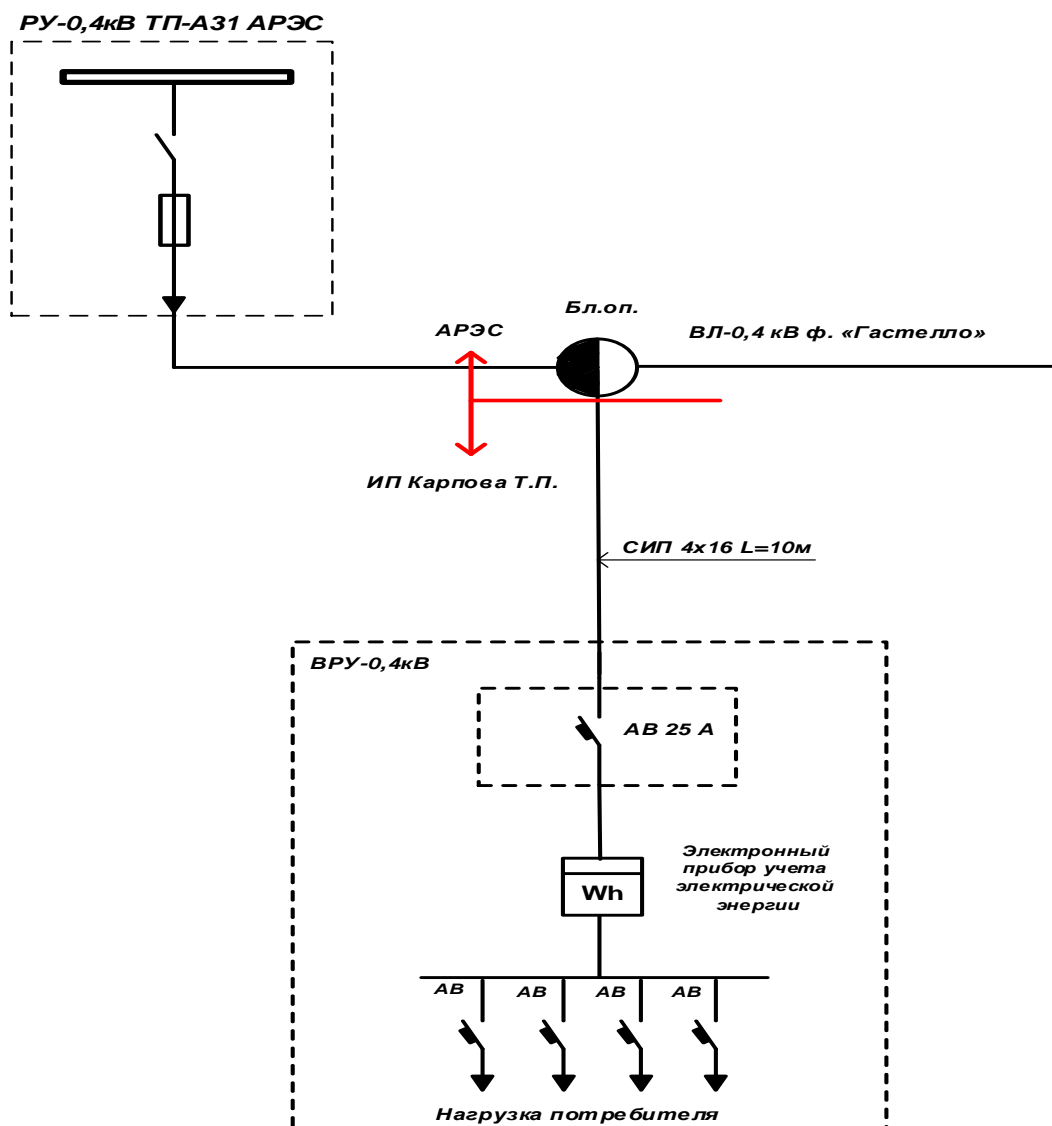 РУ-0,4кВ ТП-А31 АРЭС
Бл.оп.
АРЭС
ВЛ-0,4 кВ ф. «Гастелло»
ИП Карпова Т.П.
СИП 4х16 L=10м
ВРУ-0,4кВ
АВ 25 А
Электронный
прибор учета
электрической
энергии
Wh
АВ АВ АВ АВ
Нагрузка потребителя